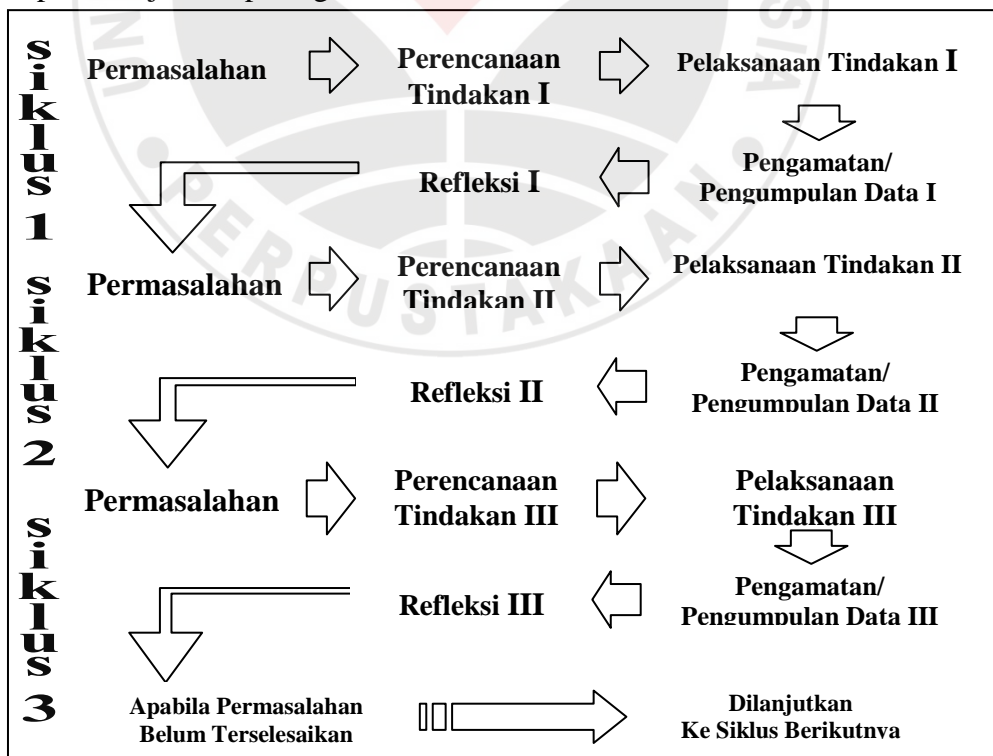 siklus 1
Permasalahan
Perencanaan
Tindakan I
Pelaksanaan Tindakan I
Pengamatan/
Pengumpulan Data I
Refleksi I
siklus 2
Permasalahan
Perencanaan
Tindakan II
Pelaksanaan Tindakan II
Pengamatan/
Pengumpulan Data II
Refleksi II
siklus 3
Permasalahan
Perencanaan
Tindakan III
Pelaksanaan
Tindakan III
Pengamatan/
Pengumpulan Data III
Refleksi III
Apabila Permasalahan
Belum Terselesaikan
Dilanjutkan
Ke Siklus Berikutnya
PERPUSTAKAAN